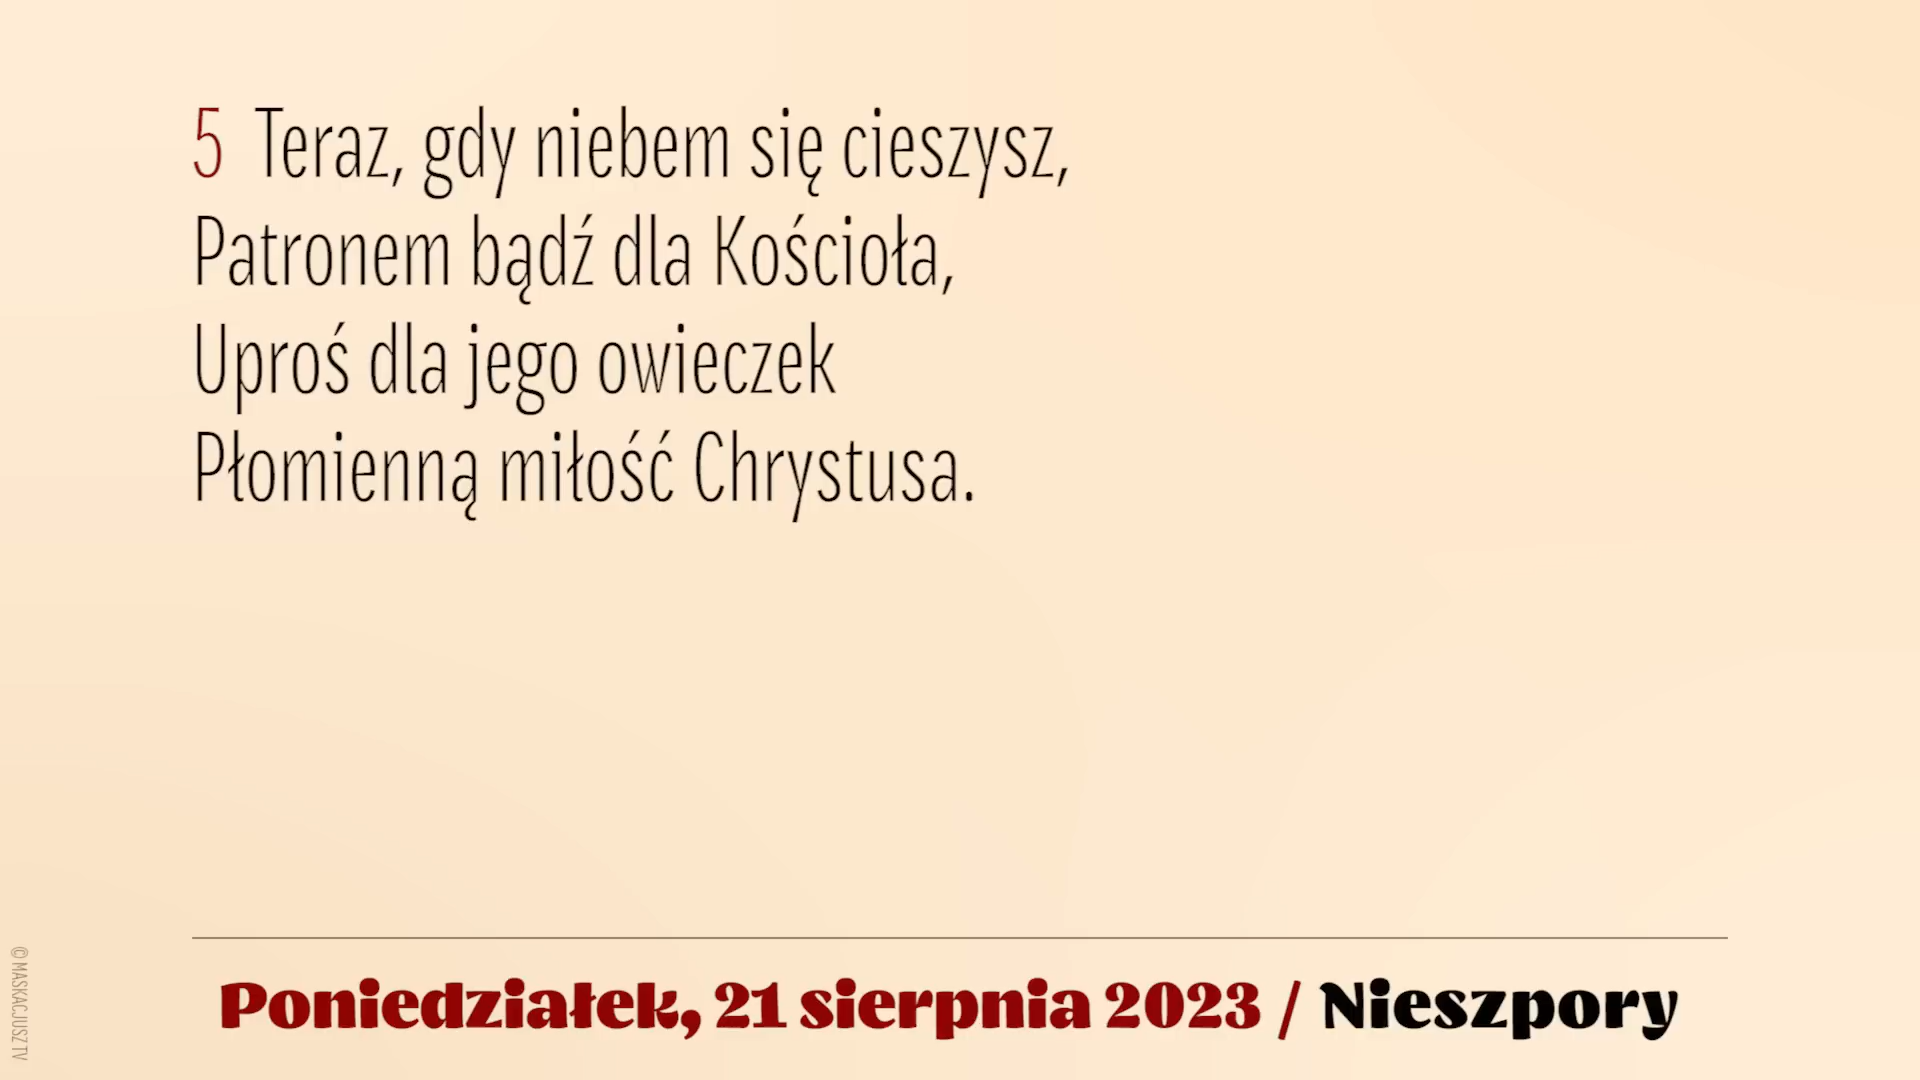 5 Teraz, gdy niebem się cieszysz,
Patronem bądź dla Kościoła,
Uproś dla jego owieczek
Płomienną miłość Chrystusa.
Poniedziałek, 21 sierpnia 2023 / Nieszpory
© MASKACJUSZ TV